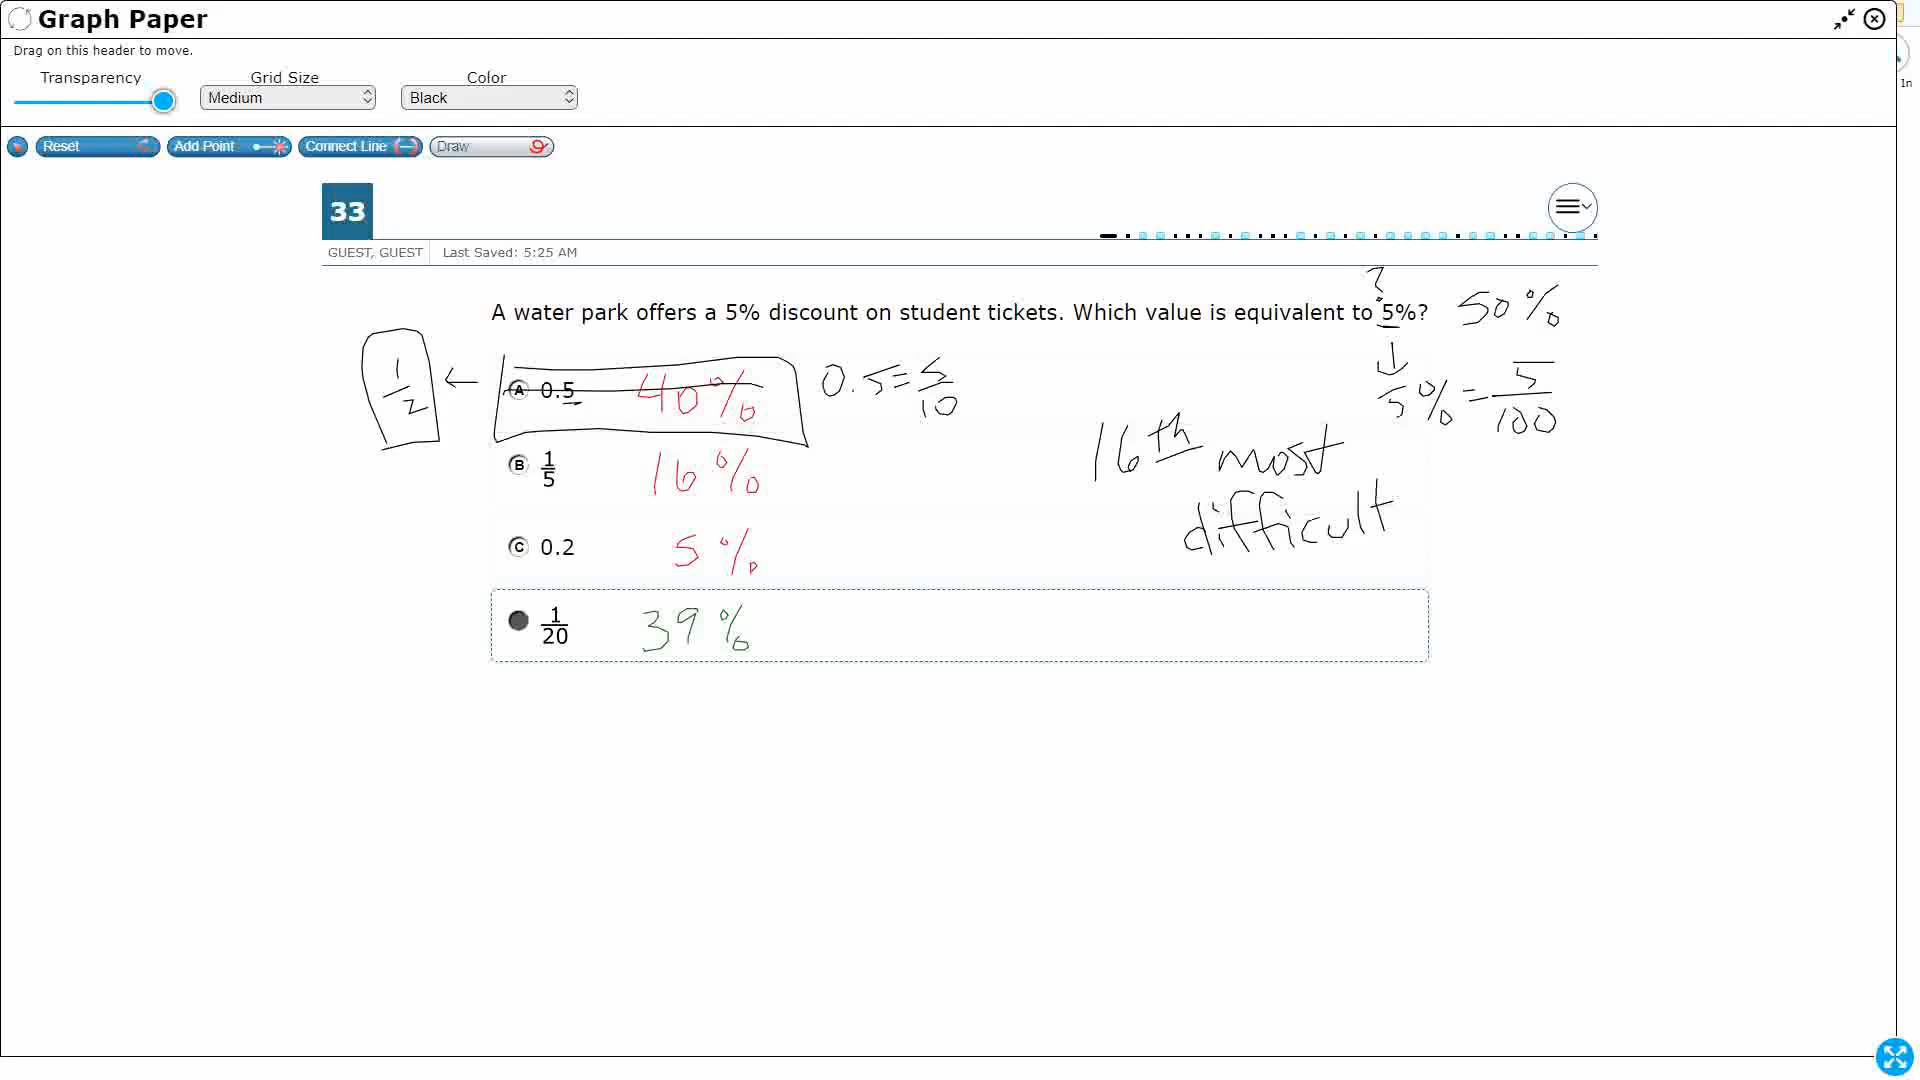 Graph Paper
Drag on this header to move.
Transparency Grid Size Color
Medium Black
Reset Add Point Connect Line Draw
1n
33
GUEST, GUEST Last Saved: 5:25 AM
?
A water park offers a 5% discount on student tickets. Which value is equivalent to 5%? 50%
1/2 ← A 0.5 40% 0.5 = 5/10
5% = 5/100
B 1/5 16%
16th most
difficult
C 0.2 5%
1/20 39%